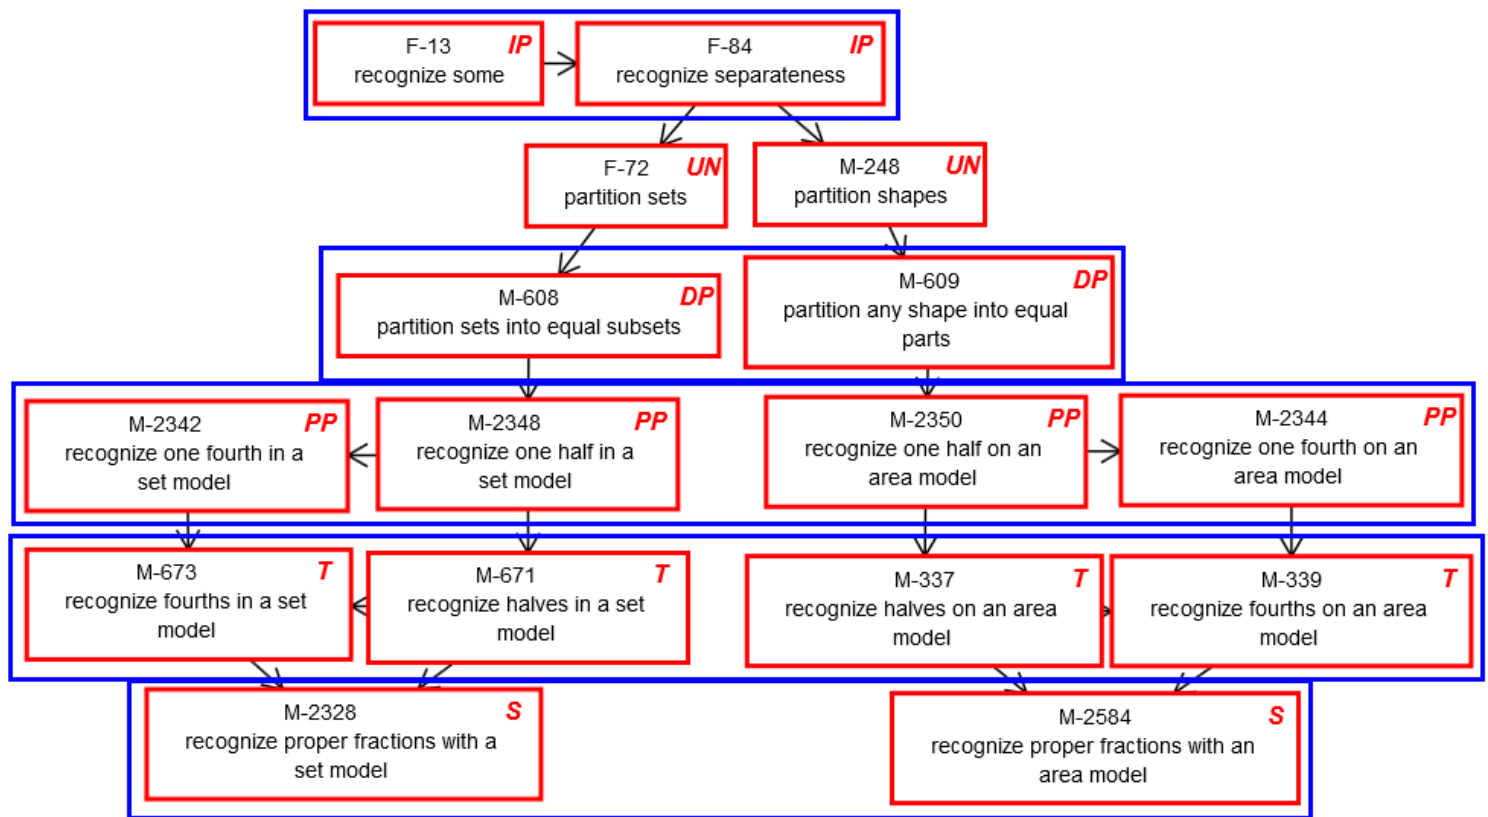 F-13 IP
recognize some
F-84 IP
recognize separateness
F-72 UN
partition sets
M-248 UN
partition shapes
M-608 DP
partition sets into equal subsets
M-609 DP
partition any shape into equal
parts
M-2342 PP
recognize one fourth in a
set model
M-2348 PP
recognize one half in a
set model
M-2350 PP
recognize one half on an
area model
M-2344 PP
recognize one fourth on an
area model
M-673 T
recognize fourths in a set
model
M-671 T
recognize halves in a set
model
M-337 T
recognize halves on an area
model
M-339 T
recognize fourths on an area
model
M-2328 S
recognize proper fractions with a
set model
M-2584 S
recognize proper fractions with an
area model